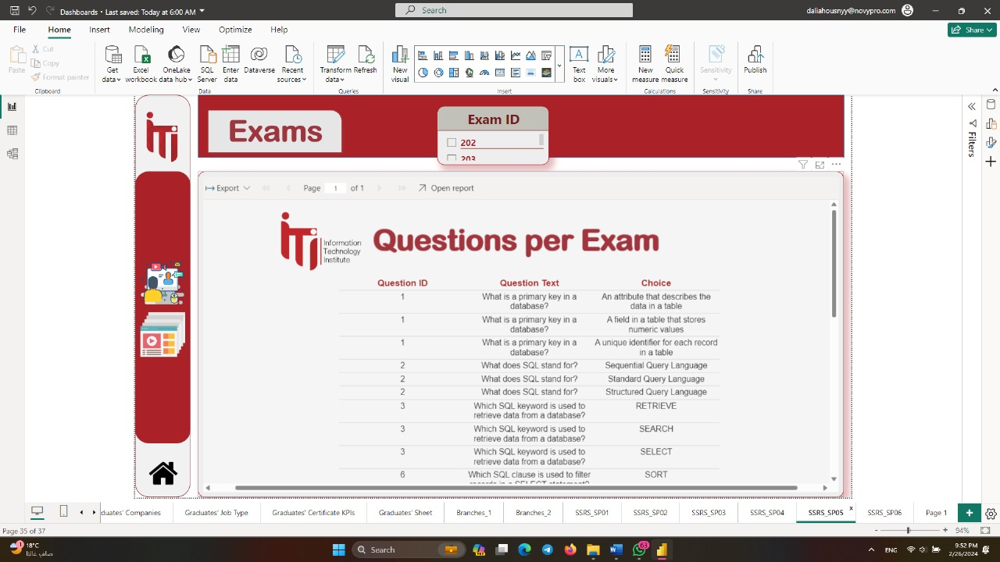 Dashboards • Last saved: Today at 6:00 AM
Search
daliahousnyy@novypro.com
File Home Insert Modeling View Optimize Help
Share
Paste
Cut
Copy
Format painter
Get data
Excel workbook
OneLake data hub
SQL Server
Enter data
Dataverse
Recent sources
Transform data
Refresh
New visual
Text box
More visuals
New measure
Quick measure
Sensitivity
Publish
Clipboard Data Queries Insert Calculations Sensitivity Share
Exams
Exam ID
202
203
Filters
Export Page 1 of 1 Open report
iTi
Information
Technology
Institute
Questions per Exam
Question ID Question Text Choice
1 What is a primary key in a database? An attribute that describes the data in a table
1 What is a primary key in a database? A field in a table that stores numeric values
1 What is a primary key in a database? A unique identifier for each record in a table
2 What does SQL stand for? Sequential Query Language
2 What does SQL stand for? Standard Query Language
2 What does SQL stand for? Structured Query Language
3 Which SQL keyword is used to retrieve data from a database? RETRIEVE
3 Which SQL keyword is used to retrieve data from a database? SEARCH
3 Which SQL keyword is used to retrieve data from a database? SELECT
6 Which SQL clause is used to filter records in a SELECT statement? SORT
duates' Companies Graduates' Job Type Graduates' Certificate KPIs Graduates' Sheet Branches_1 Branches_2 SSRS_SP01 SSRS_SP02 SSRS_SP03 SSRS_SP04 SSRS_SP05 SSRS_SP06 Page 1
Page 35 of 37
94%
18°C
Search
63
ENG
9:52 PM
2/26/2024